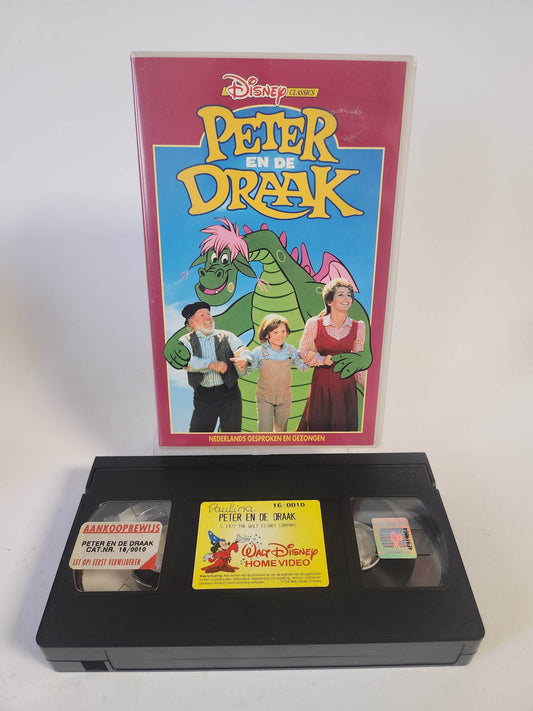 Disney CLASSICS
PETER
EN DE
DRAAK
NEDERLANDS GESPROKEN EN GEZONGEN
AANKOOPBEWIJS
PETER EN DE DRAAK
CAT.NR. 16/0010
LET OP! EERST VERWIJDEREN
Paulina
16/0010
PETER EN DE DRAAK
© 1977 THE WALT DISNEY COMPANY
WALT DISNEY
HOME VIDEO